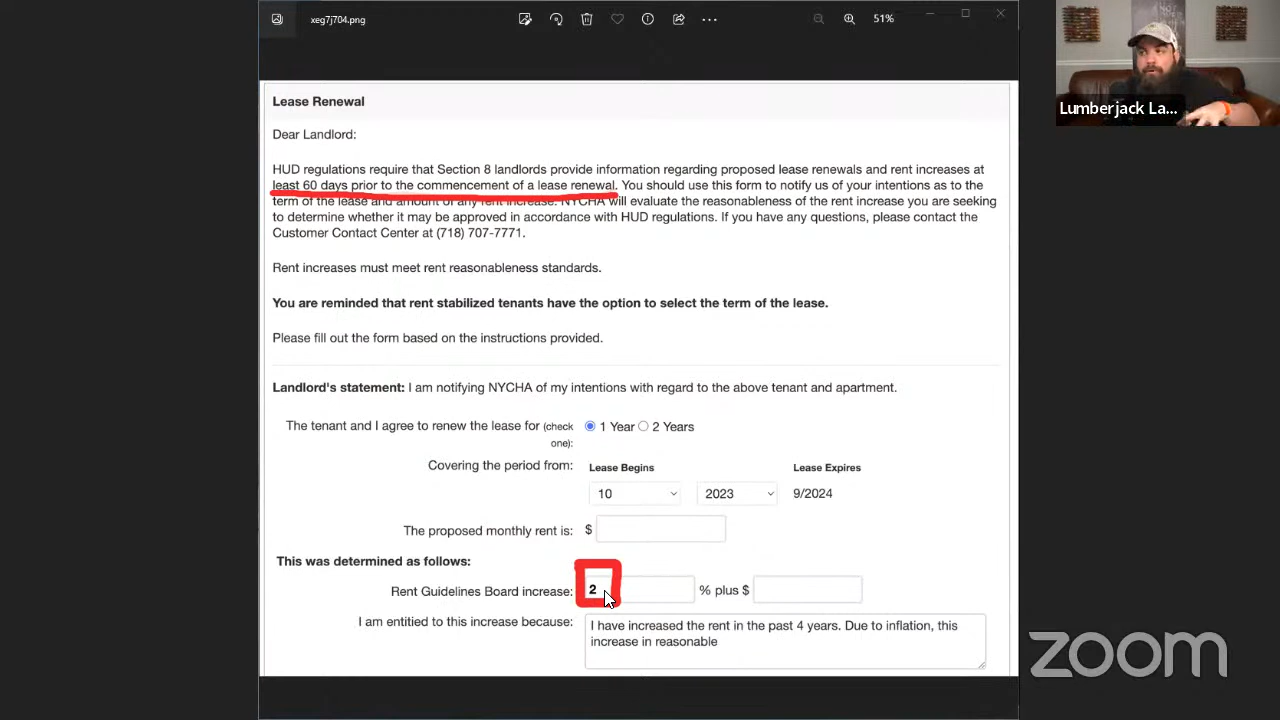 xeg7j704.png
51%
Lumberjack La...
Lease Renewal
Dear Landlord:
HUD regulations require that Section 8 landlords provide information regarding proposed lease renewals and rent increases at
least 60 days prior to the commencement of a lease renewal. You should use this form to notify us of your intentions as to the
term of the lease and amount of any rent increase. NYCHA will evaluate the reasonableness of the rent increase you are seeking
to determine whether it may be approved in accordance with HUD regulations. If you have any questions, please contact the
Customer Contact Center at (718) 707-7771.
Rent increases must meet rent reasonableness standards.
You are reminded that rent stabilized tenants have the option to select the term of the lease.
Please fill out the form based on the instructions provided.
Landlord's statement: I am notifying NYCHA of my intentions with regard to the above tenant and apartment.
The tenant and I agree to renew the lease for (check
one):
1 Year 2 Years
Covering the period from:
Lease Begins Lease Expires
10 2023 9/2024
The proposed monthly rent is: $
This was determined as follows:
Rent Guidelines Board increase: 2 % plus $
I am entitled to this increase because:
I have increased the rent in the past 4 years. Due to inflation, this
increase in reasonable
zoom